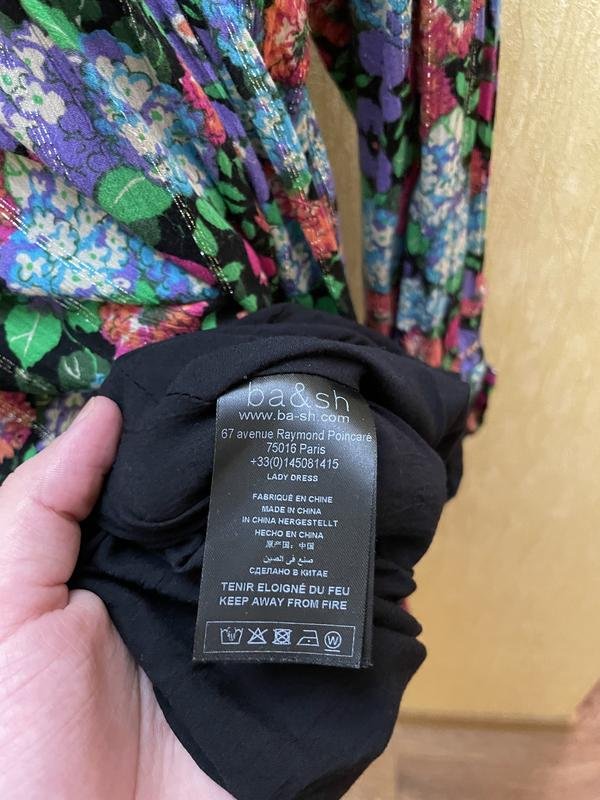 ba&sh
www.ba-sh.com
67 avenue Raymond Poincaré
75016 Paris
+33(0)145081415
LADY DRESS
FABRIQUÉ EN CHINE
MADE IN CHINA
IN CHINA HERGESTELLT
HECHO EN CHINA
原产国：中国
صنع في الصين
СДЕЛАНО В КИТАЕ
TENIR ELOIGNÉ DU FEU
KEEP AWAY FROM FIRE
W